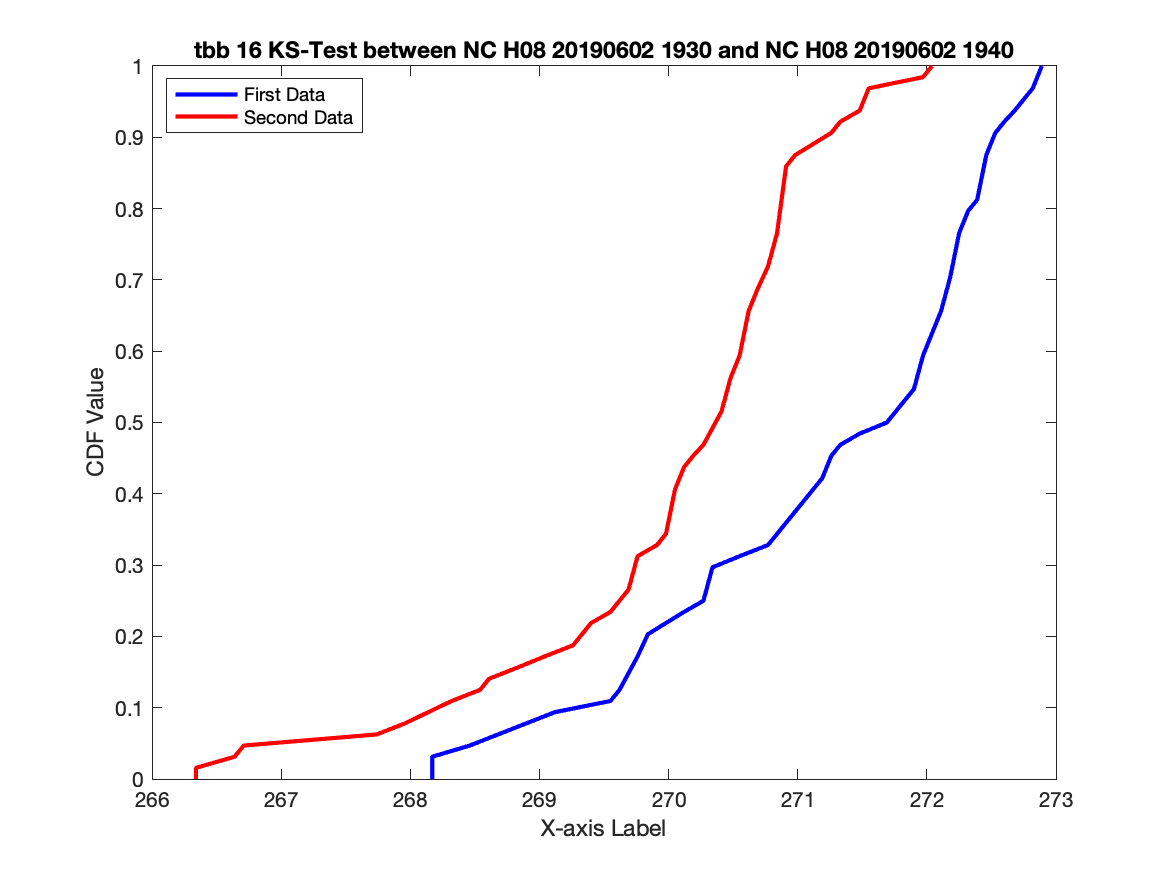 tbb 16 KS-Test between NC H08 20190602 1930 and NC H08 20190602 1940
First Data
Second Data
1
0.9
0.8
0.7
0.6
0.5
0.4
0.3
0.2
0.1
0
CDF Value
266 267 268 269 270 271 272 273
X-axis Label